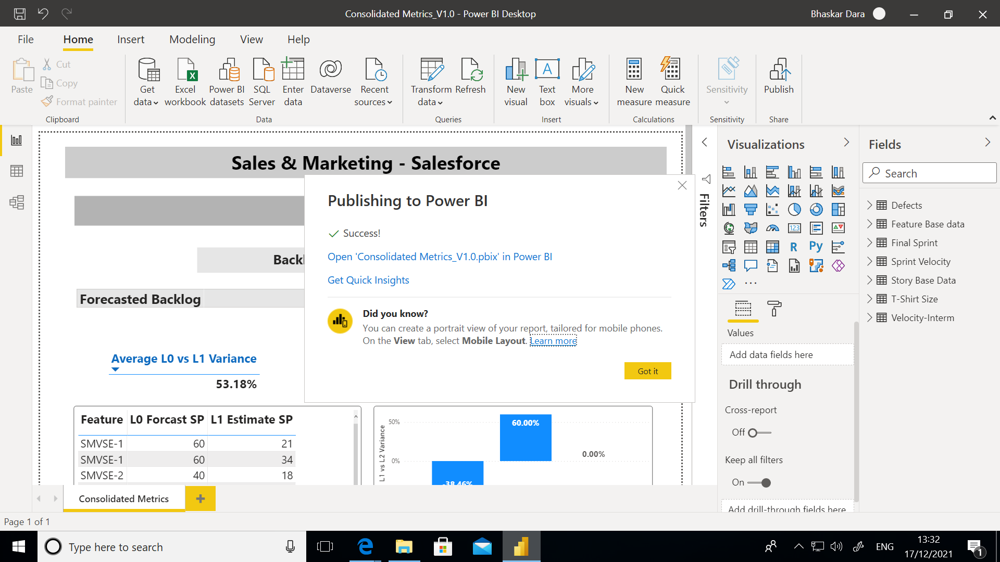 Consolidated Metrics_V1.0 - Power BI Desktop
Bhaskar Dara
File Home Insert Modeling View Help
Paste
Cut
Copy
Format painter
Clipboard
Get data
Excel workbook
Power BI datasets
SQL Server
Enter data
Dataverse
Recent sources
Data
Transform data
Refresh
Queries
New visual
Text box
More visuals
Insert
New measure
Quick measure
Calculations
Sensitivity
Sensitivity
Publish
Share
Sales & Marketing - Salesforce
Forecasted Backlog
Average L0 vs L1 Variance
53.18%
Feature L0 Forcast SP L1 Estimate SP
SMVSE-1 60 21
SMVSE-1 60 34
SMVSE-2 40 18
L1 vs L2 Variance
50%
0%
60.00%
0.00%
-38.46%
Publishing to Power BI
Success!
Open 'Consolidated Metrics_V1.0.pbix' in Power BI
Get Quick Insights
Did you know?
You can create a portrait view of your report, tailored for mobile phones.
On the View tab, select Mobile Layout. Learn more
Got it
Filters
Visualizations
123
R Py
Values
Add data fields here
Drill through
Cross-report
Off
Keep all filters
On
Add drill-through fields here
Fields
Search
Defects
Feature Base data
Final Sprint
Sprint Velocity
Story Base Data
T-Shirt Size
Velocity-Interm
Consolidated Metrics
Page 1 of 1
Type here to search
ENG
13:32
17/12/2021
1